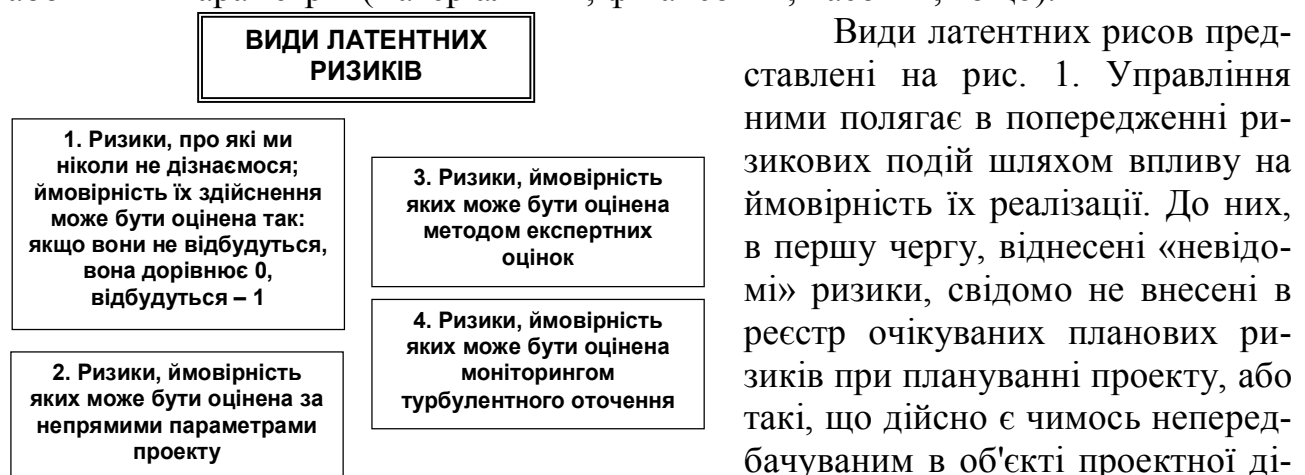 ВИДИ ЛАТЕНТНИХ
РИЗИКІВ
1. Ризики, про які ми
ніколи не дізнаємося;
ймовірність їх здійснення
може бути оцінена так:
якщо вони не відбудуться,
вона дорівнює 0,
відбудуться – 1
2. Ризики, ймовірність
яких може бути оцінена за
непрямими параметрами
проекту
3. Ризики, ймовірність
яких може бути оцінена
методом експертних
оцінок
4. Ризики, ймовірність
яких може бути оцінена
моніторингом
турбулентного оточення
Види латентних рисов пред-
ставлені на рис. 1. Управління
ними полягає в попередженні ри-
зикових подій шляхом впливу на
ймовірність їх реалізації. До них,
в першу чергу, віднесені «невідо-
мі» ризики, свідомо не внесені в
реєстр очікуваних планових ри-
зиків при плануванні проекту, або
такі, що дійсно є чимось неперед-
бачуваним в об'єкті проектної ді-